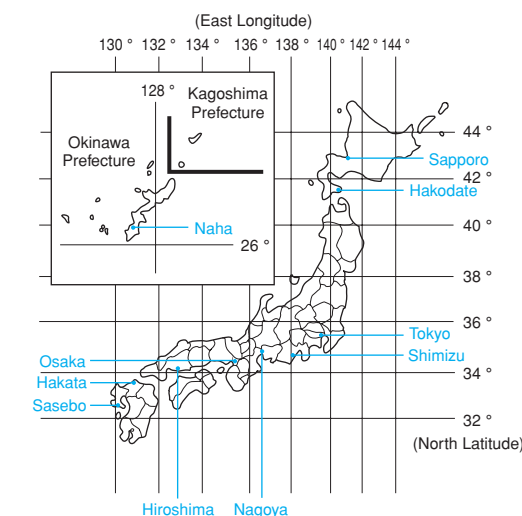 (East Longitude)
130 ° 132 ° 134 ° 136 ° 138 ° 140 ° 142 ° 144 °
128 °
Kagoshima
Prefecture
Okinawa
Prefecture
Naha
26 °
44 °
Sapporo
42 °
Hakodate
40 °
38 °
36 °
Tokyo
Shimizu
Osaka
34 °
Hakata
Sasebo
32 °
(North Latitude)
Hiroshima Nagoya